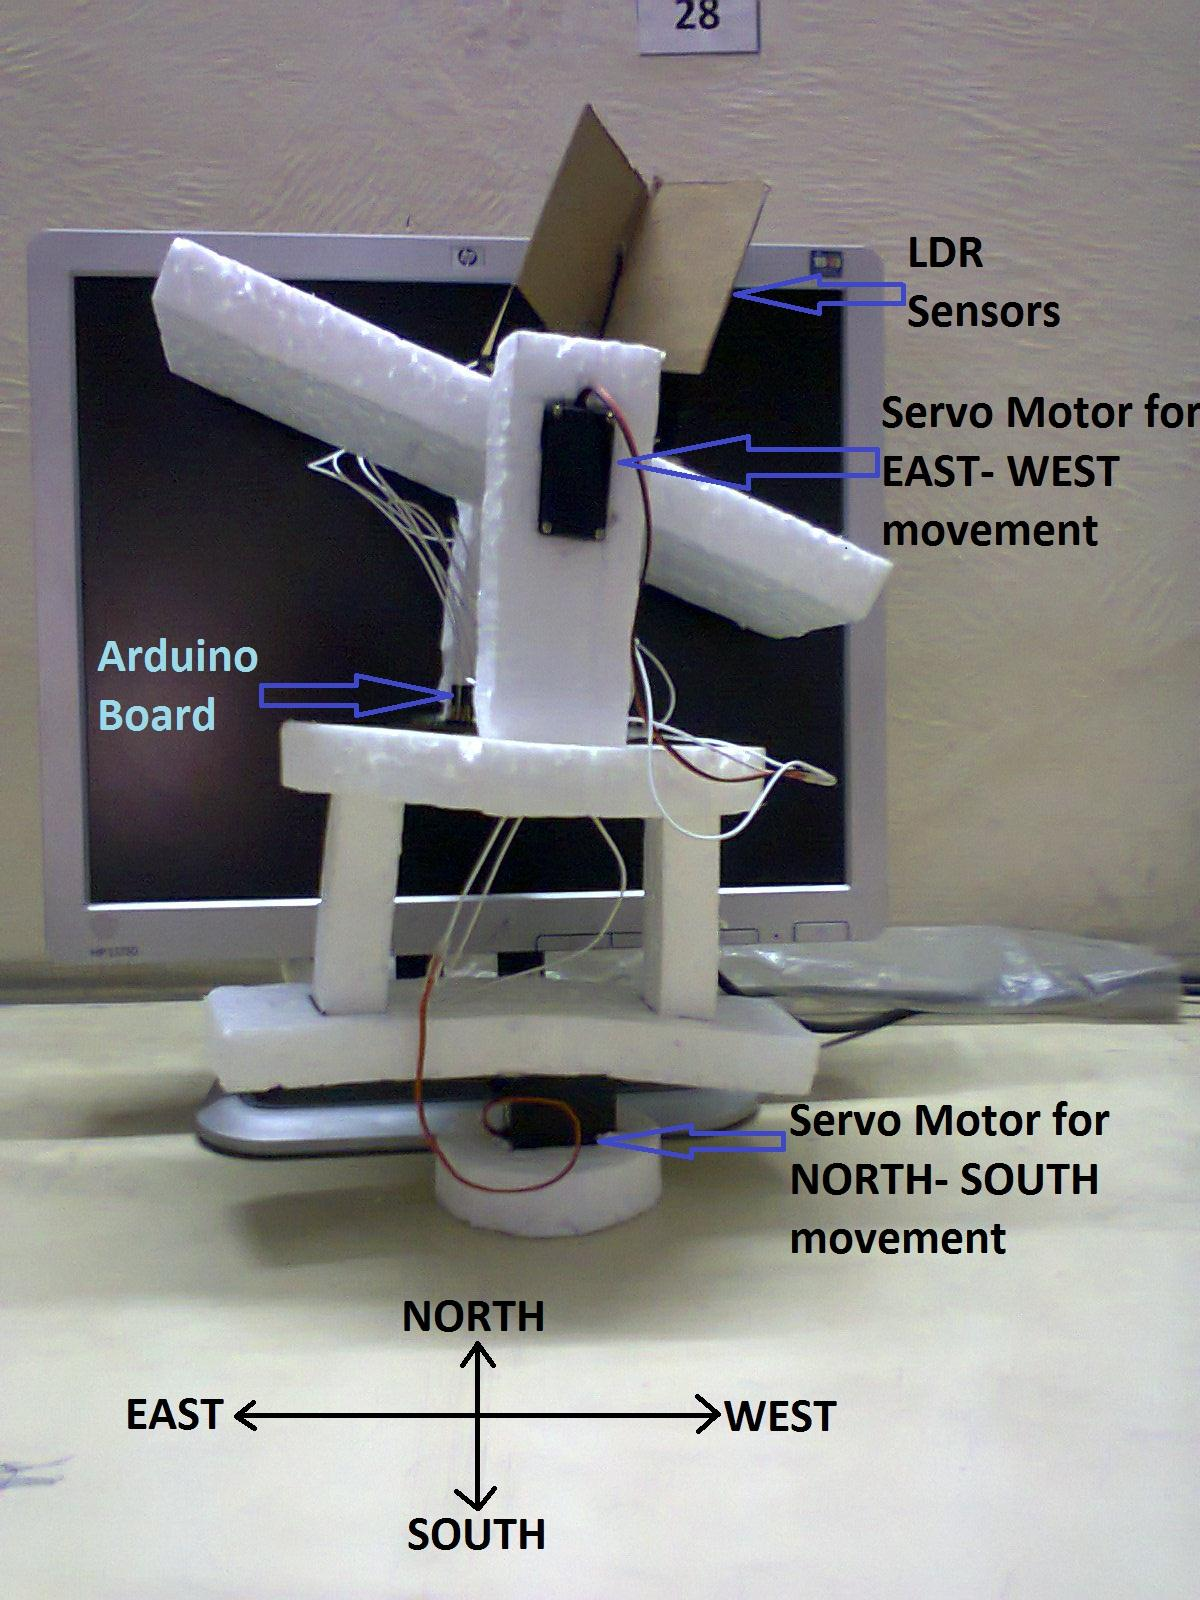 28
hp
LDR
Sensors
Servo Motor for
EAST- WEST
movement
Arduino
Board
Servo Motor for
NORTH- SOUTH
movement
NORTH
EAST
WEST
SOUTH